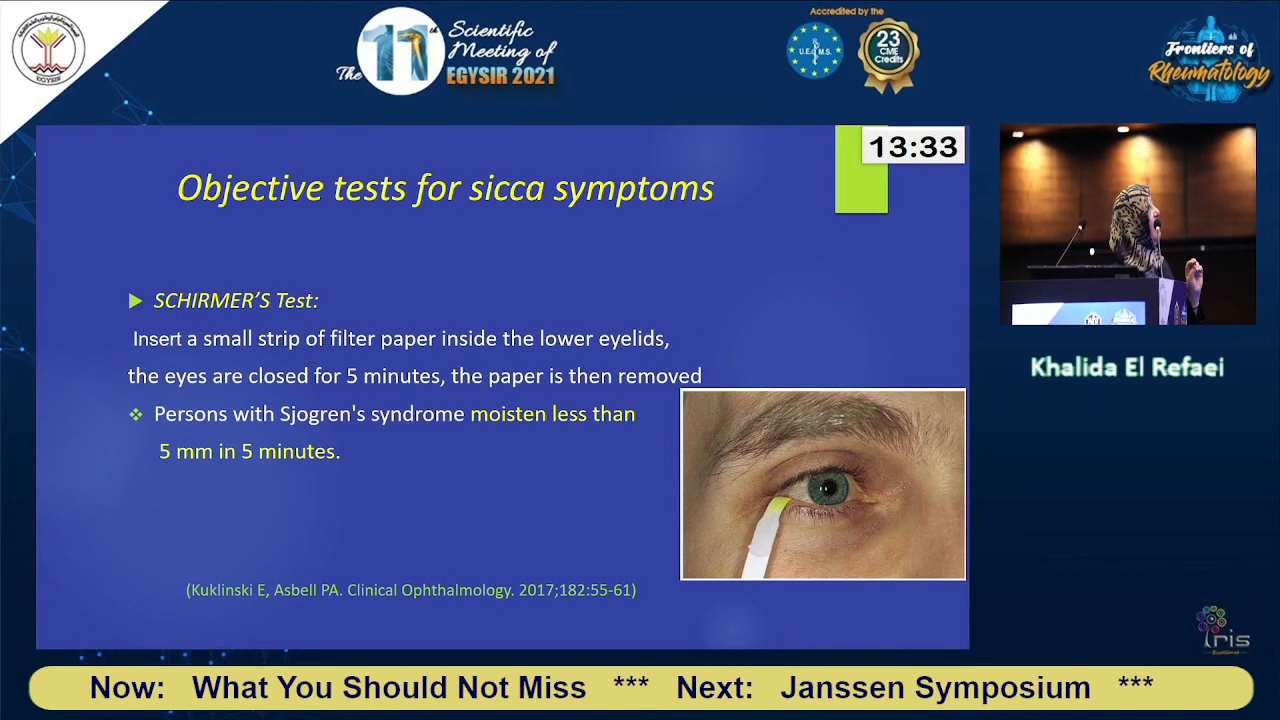 EGYSIR
The 11th
Scientific
Meeting of
EGYSIR 2021
Accredited by the
U.E.M.S.
23
CME
Credits
Frontiers of
Rheumatology
13:33
Objective tests for sicca symptoms
SCHIRMER'S Test:
Insert a small strip of filter paper inside the lower eyelids,
the eyes are closed for 5 minutes, the paper is then removed
Persons with Sjogren's syndrome moisten less than
5 mm in 5 minutes.
(Kuklinski E, Asbell PA. Clinical Ophthalmology. 2017;182:55-61)
Khalida El Refaei
Iris
Now: What You Should Not Miss *** Next: Janssen Symposium ***